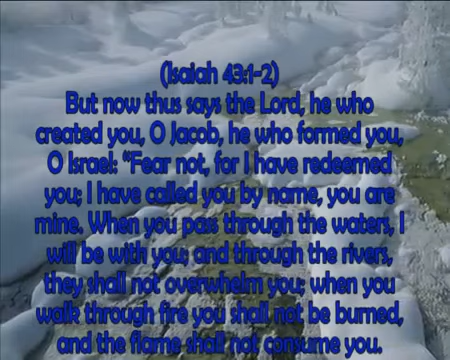 (Isaiah 43:1-2)
But now thus says the Lord, he who
created you, O Jacob, he who formed you,
O Israel: "Fear not, for I have redeemed
you; I have called you by name, you are
mine. When you pass through the waters, I
will be with you; and through the rivers,
they shall not overwhelm you; when you
walk through fire you shall not be burned,
and the flame shall not consume you.